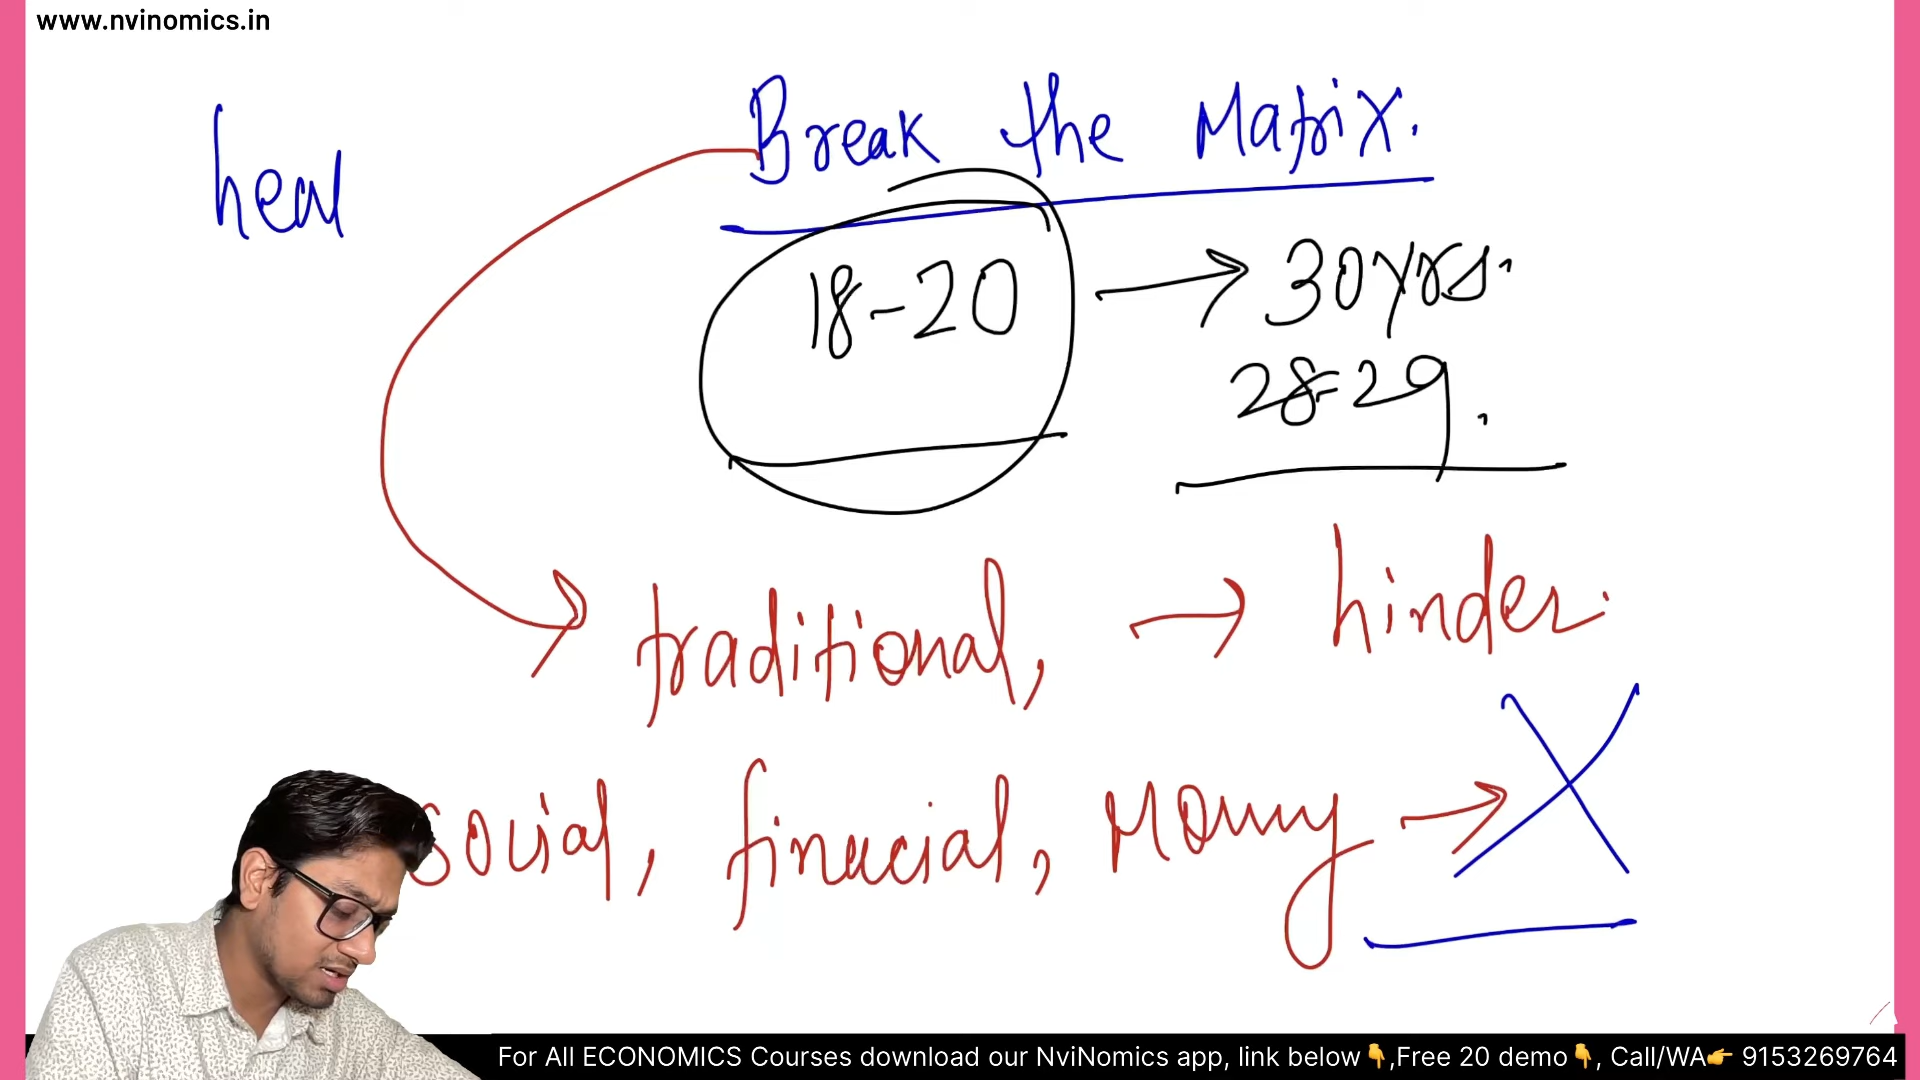 www.nvinomics.in
Break the Matrix.
heal
18-20 → 30yrs.
28-29.
traditional, → hinder.
social, finacial, Money →
For All ECONOMICS Courses download our NviNomics app, link below👇,Free 20 demo👇, Call/WA👉 9153269764